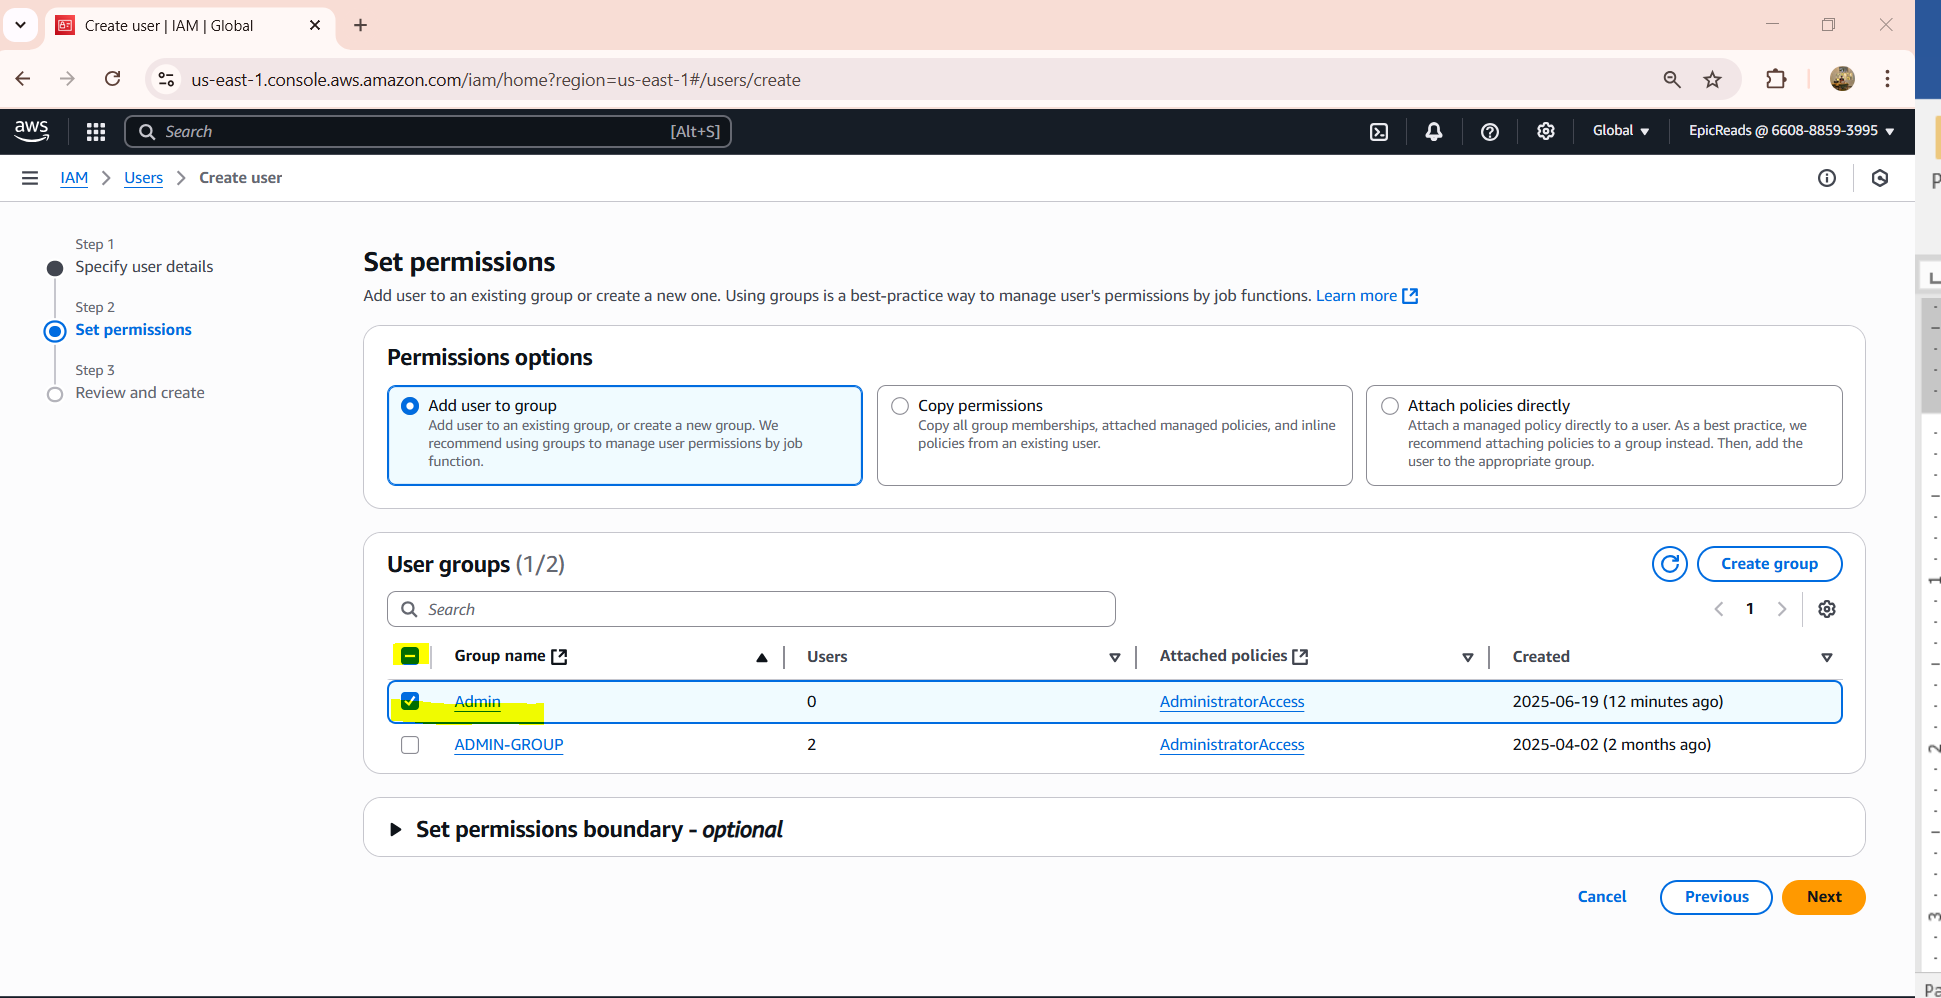 Create user | IAM | Global
us-east-1.console.aws.amazon.com/iam/home?region=us-east-1#/users/create
aws
Search
[Alt+S]
Global
EpicReads @ 6608-8859-3995
IAM
Users
Create user
Step 1
Specify user details
Step 2
Set permissions
Step 3
Review and create
Set permissions
Add user to an existing group or create a new one. Using groups is a best-practice way to manage user's permissions by job functions. Learn more
Permissions options
Add user to group
Add user to an existing group, or create a new group. We
recommend using groups to manage user permissions by job
function.
Copy permissions
Copy all group memberships, attached managed policies, and inline
policies from an existing user.
Attach policies directly
Attach a managed policy directly to a user. As a best practice, we
recommend attaching policies to a group instead. Then, add the
user to the appropriate group.
User groups (1/2)
Create group
Search
1
Group name
Users
Attached policies
Created
Admin
0
AdministratorAccess
2025-06-19 (12 minutes ago)
ADMIN-GROUP
2
AdministratorAccess
2025-04-02 (2 months ago)
Set permissions boundary - optional
Cancel
Previous
Next
1
2
3